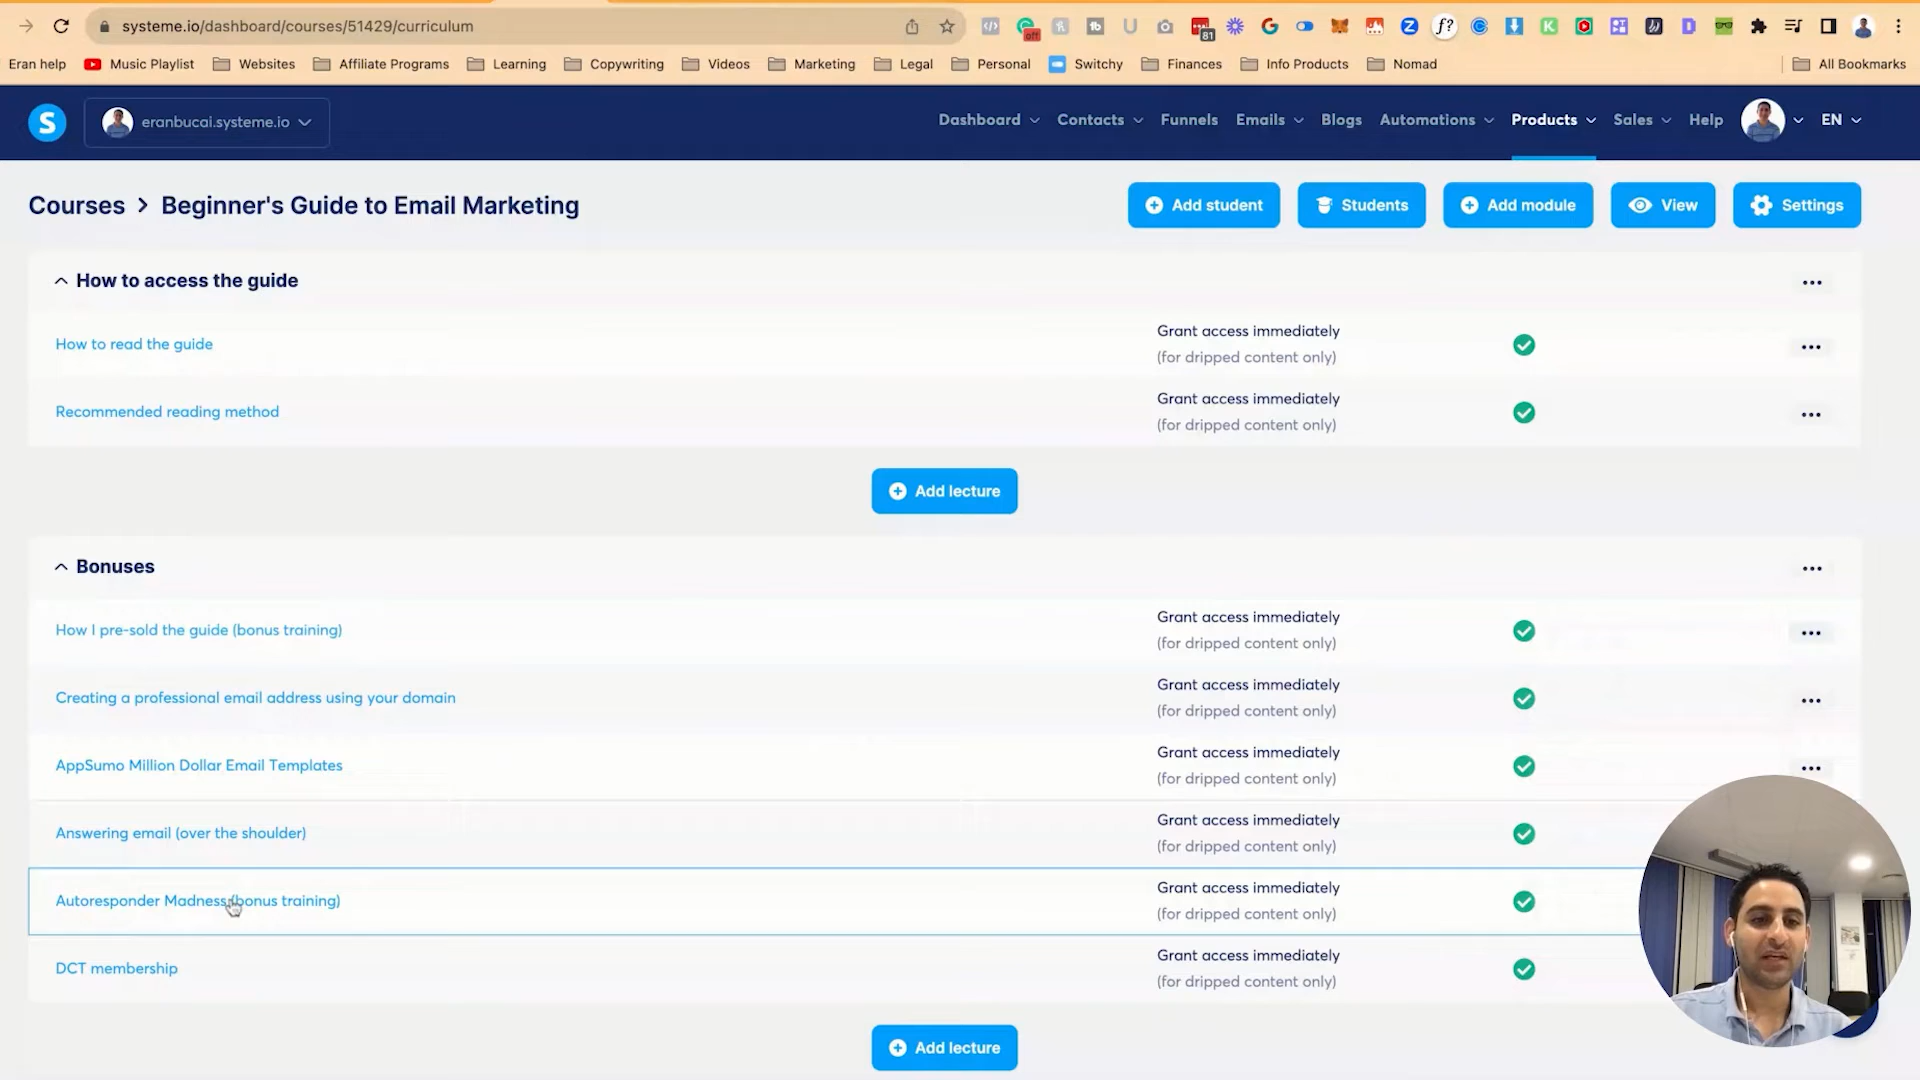 systeme.io/dashboard/courses/51429/curriculum
off
81
Eran help
Music Playlist
Websites
Affiliate Programs
Learning
Copywriting
Videos
Marketing
Legal
Personal
Switchy
Finances
Info Products
Nomad
All Bookmarks
S
eranbucai.systeme.io
Dashboard
Contacts
Funnels
Emails
Blogs
Automations
Products
Sales
Help
EN
Courses > Beginner's Guide to Email Marketing
Add student
Students
Add module
View
Settings
How to access the guide
How to read the guide
Grant access immediately
(for dripped content only)
Recommended reading method
Grant access immediately
(for dripped content only)
Add lecture
Bonuses
How I pre-sold the guide (bonus training)
Grant access immediately
(for dripped content only)
Creating a professional email address using your domain
Grant access immediately
(for dripped content only)
AppSumo Million Dollar Email Templates
Grant access immediately
(for dripped content only)
Answering email (over the shoulder)
Grant access immediately
(for dripped content only)
Autoresponder Madness (bonus training)
Grant access immediately
(for dripped content only)
DCT membership
Grant access immediately
(for dripped content only)
Add lecture